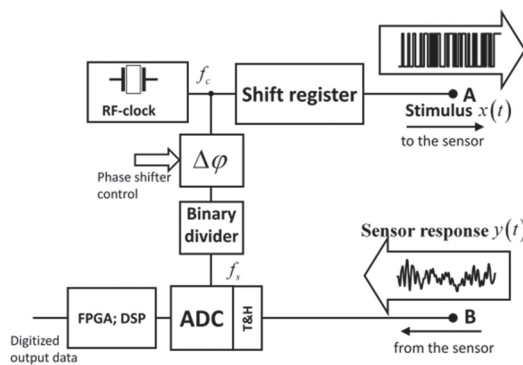 RF-clock
f_c
Shift register
A
Stimulus x(t)
to the sensor
Phase shifter
control
Δφ
Binary
divider
Sensor response y(t)
f_s
FPGA; DSP
ADC
T&H
B
Digitized
output data
from the sensor